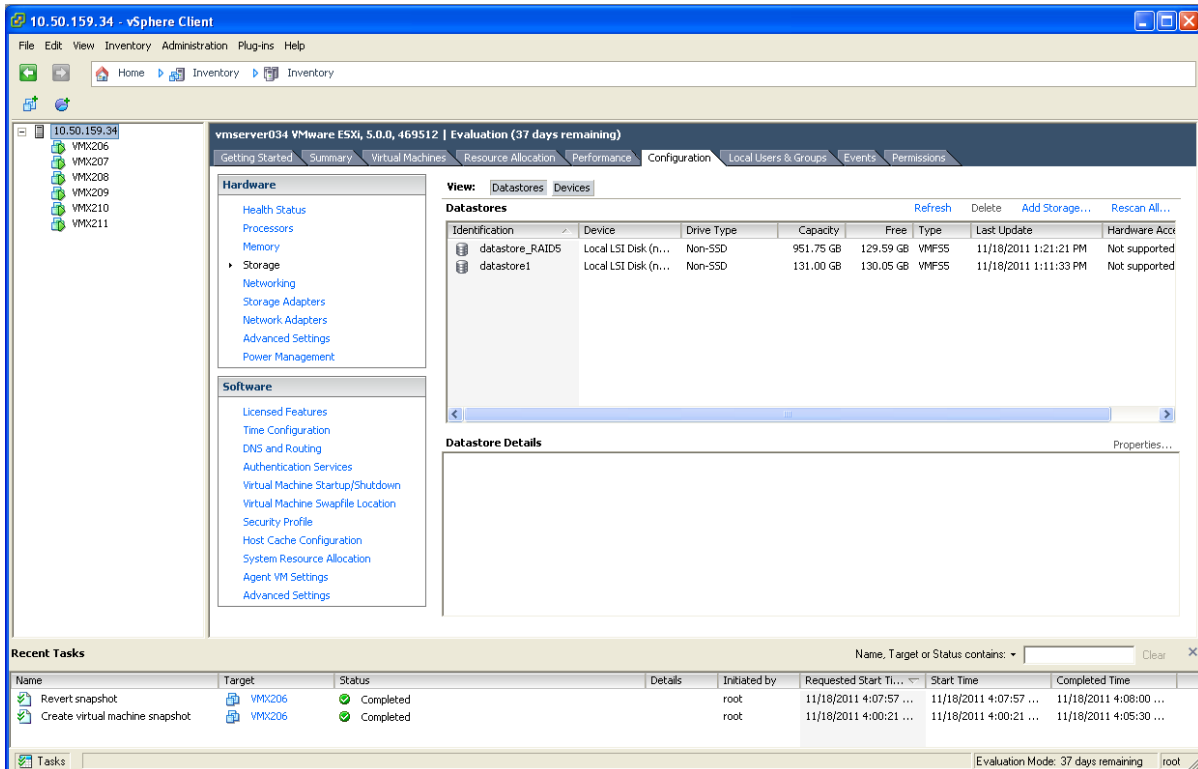 10.50.159.34 - vSphere Client
File Edit View Inventory Administration Plug-ins Help
Home Inventory Inventory
10.50.159.34
VMX206
VMX207
VMX208
VMX209
VMX210
VMX211
vmserver034 VMware ESXi, 5.0.0, 469512 | Evaluation (37 days remaining)
Getting Started Summary Virtual Machines Resource Allocation Performance Configuration Local Users & Groups Events Permissions
Hardware
Health Status
Processors
Memory
Storage
Networking
Storage Adapters
Network Adapters
Advanced Settings
Power Management
Software
Licensed Features
Time Configuration
DNS and Routing
Authentication Services
Virtual Machine Startup/Shutdown
Virtual Machine Swapfile Location
Security Profile
Host Cache Configuration
System Resource Allocation
Agent VM Settings
Advanced Settings
View: Datastores Devices
Datastores Refresh Delete Add Storage... Rescan All...
Identification Device Drive Type Capacity Free Type Last Update Hardware Acce
datastore_RAID5 Local LSI Disk (n... Non-SSD 951.75 GB 129.59 GB VMFS5 11/18/2011 1:21:21 PM Not supported
datastore1 Local LSI Disk (n... Non-SSD 131.00 GB 130.05 GB VMFS5 11/18/2011 1:11:33 PM Not supported
Datastore Details Properties...
Recent Tasks Name, Target or Status contains: Clear
Name Target Status Details Initiated by Requested Start Ti... Start Time Completed Time
Revert snapshot VMX206 Completed root 11/18/2011 4:07:57 ... 11/18/2011 4:07:57 ... 11/18/2011 4:08:00 ...
Create virtual machine snapshot VMX206 Completed root 11/18/2011 4:00:21 ... 11/18/2011 4:00:21 ... 11/18/2011 4:05:30 ...
Tasks Evaluation Mode: 37 days remaining root